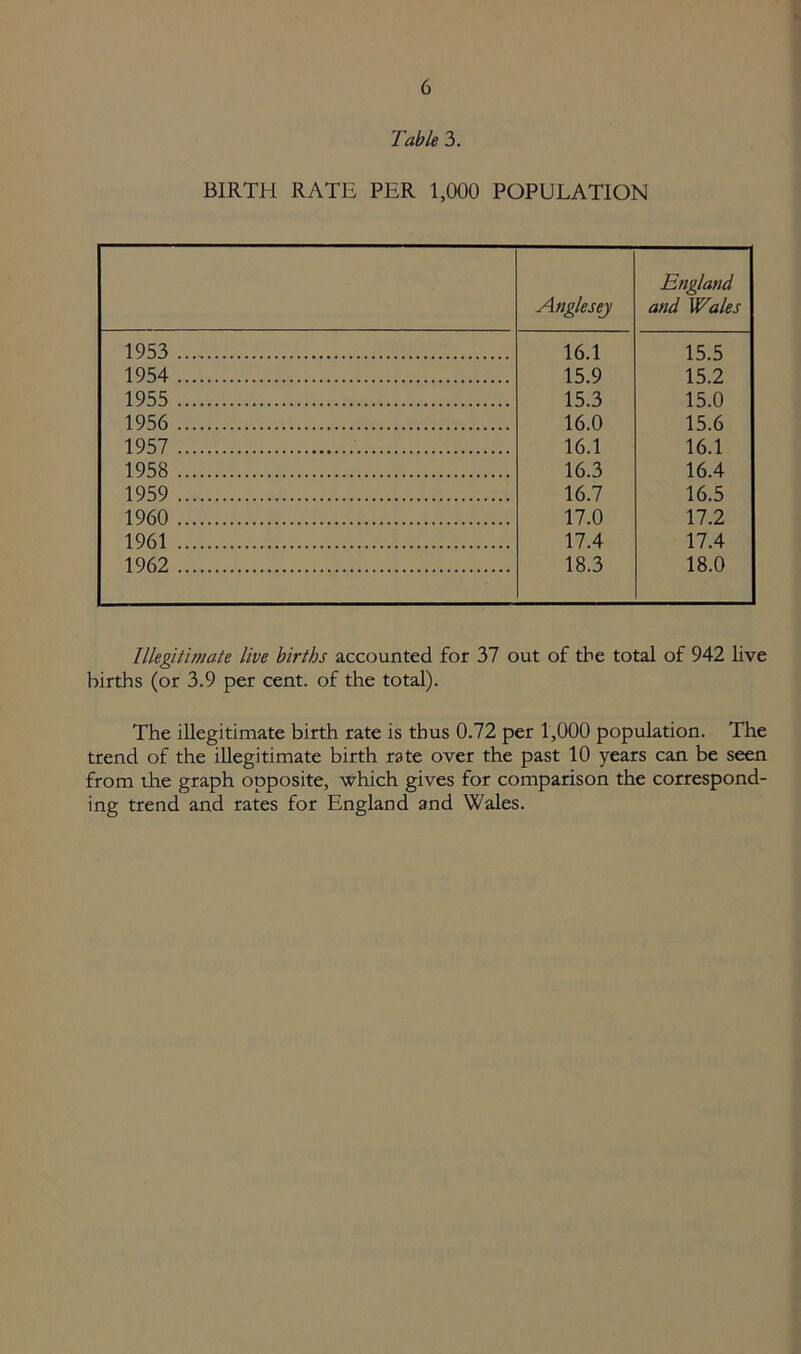 6
Table 3.
BIRTH RATE PER 1,000 POPULATION
Anglesey England and Wales
1953 ........ 16.1 15.5
1954 ........ 15.9 15.2
1955 ........ 15.3 15.0
1956 ........ 16.0 15.6
1957 ........ 16.1 16.1
1958 ........ 16.3 16.4
1959 ........ 16.7 16.5
1960 ........ 17.0 17.2
1961 ........ 17.4 17.4
1962 ........ 18.3 18.0
Illegitimate live births accounted for 37 out of the total of 942 live
births (or 3.9 per cent. of the total).
The illegitimate birth rate is thus 0.72 per 1,000 population. The
trend of the illegitimate birth rate over the past 10 years can be seen
from the graph opposite, which gives for comparison the correspond-
ing trend and rates for England and Wales.